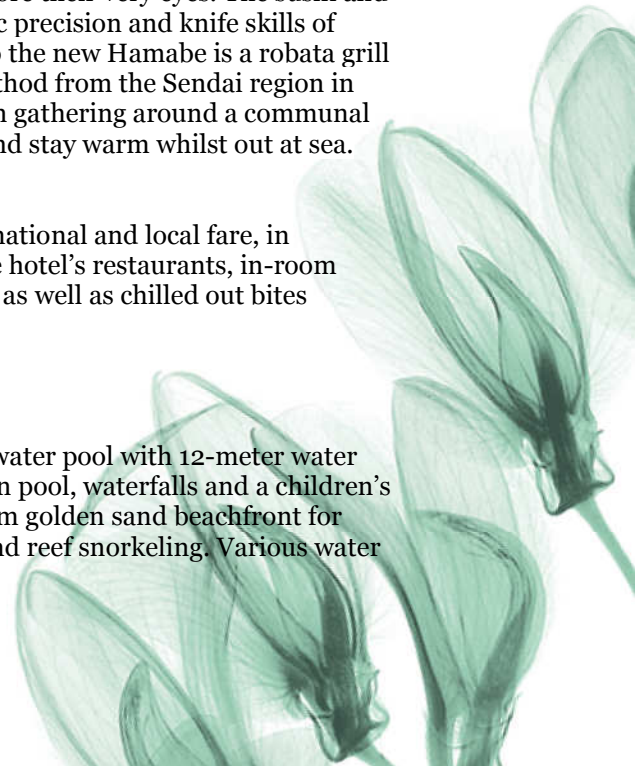 ore their very eyes. The sushi and
c precision and knife skills of
o the new Hamabe is a robata grill
thod from the Sendai region in
n gathering around a communal
nd stay warm whilst out at sea.
national and local fare, in
e hotel's restaurants, in-room
as well as chilled out bites
water pool with 12-meter water
n pool, waterfalls and a children's
m golden sand beachfront for
nd reef snorkeling. Various water